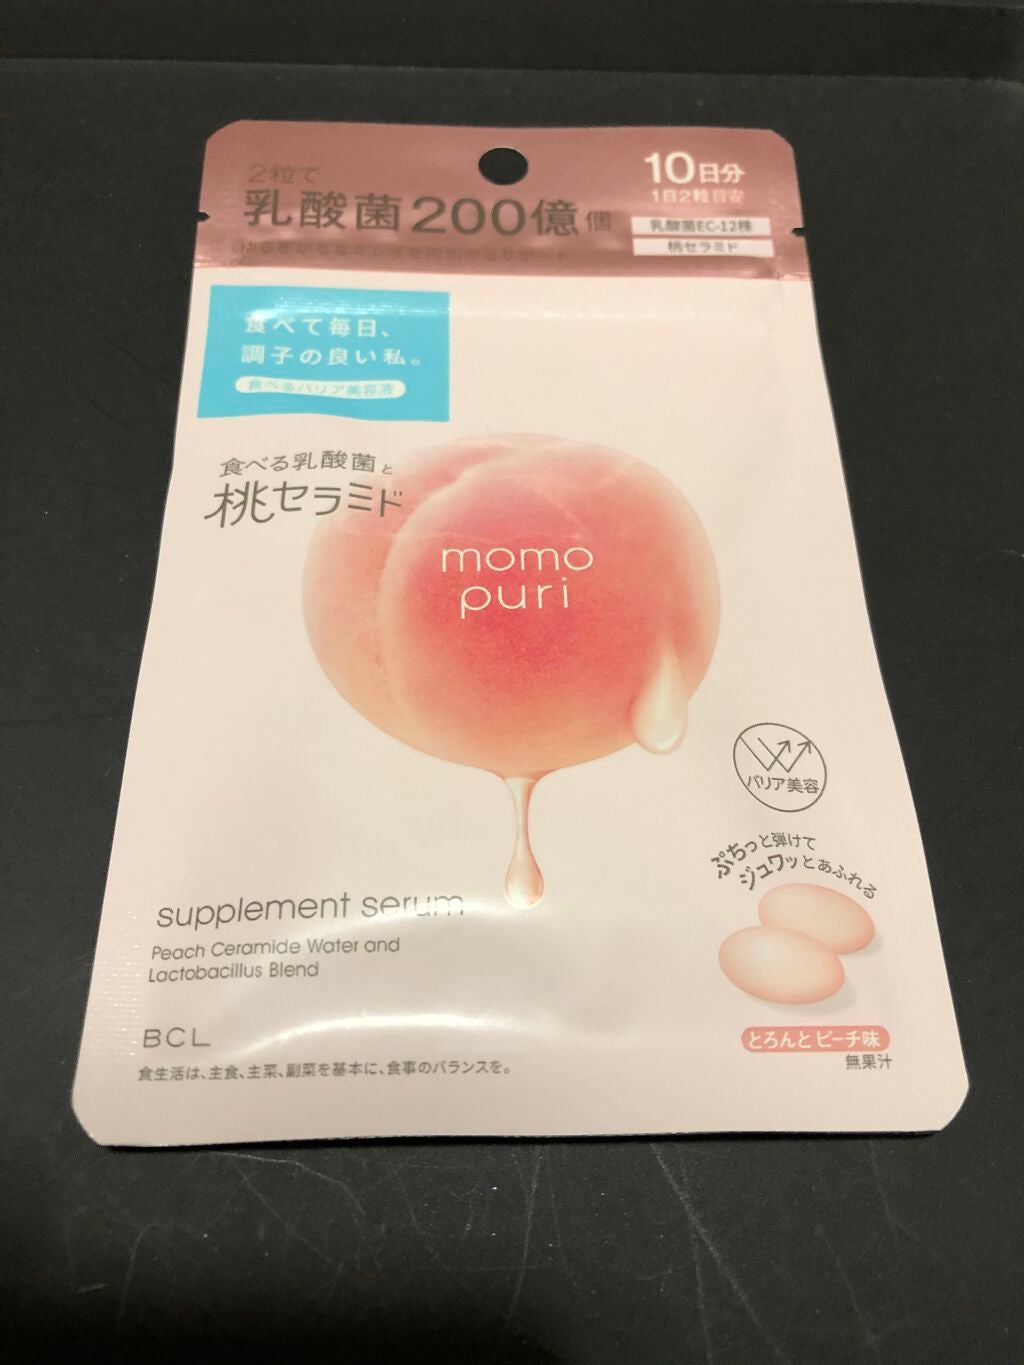 2粒で
乳酸菌200億個
10日分
1日2粒目安
乳酸菌EC-12株
桃セラミド
食べて毎日、
調子の良い私。
食べるバリア美容液
食べる乳酸菌と
桃セラミド
momo
puri
バリア美容
ぷちっと弾けて
ジュワッとあふれる
supplement serum
Peach Ceramide Water and
Lactobacillus Blend
BCL
とろんとピーチ味
無果汁
食生活は、主食、主菜、副菜を基本に、食事のバランスを。